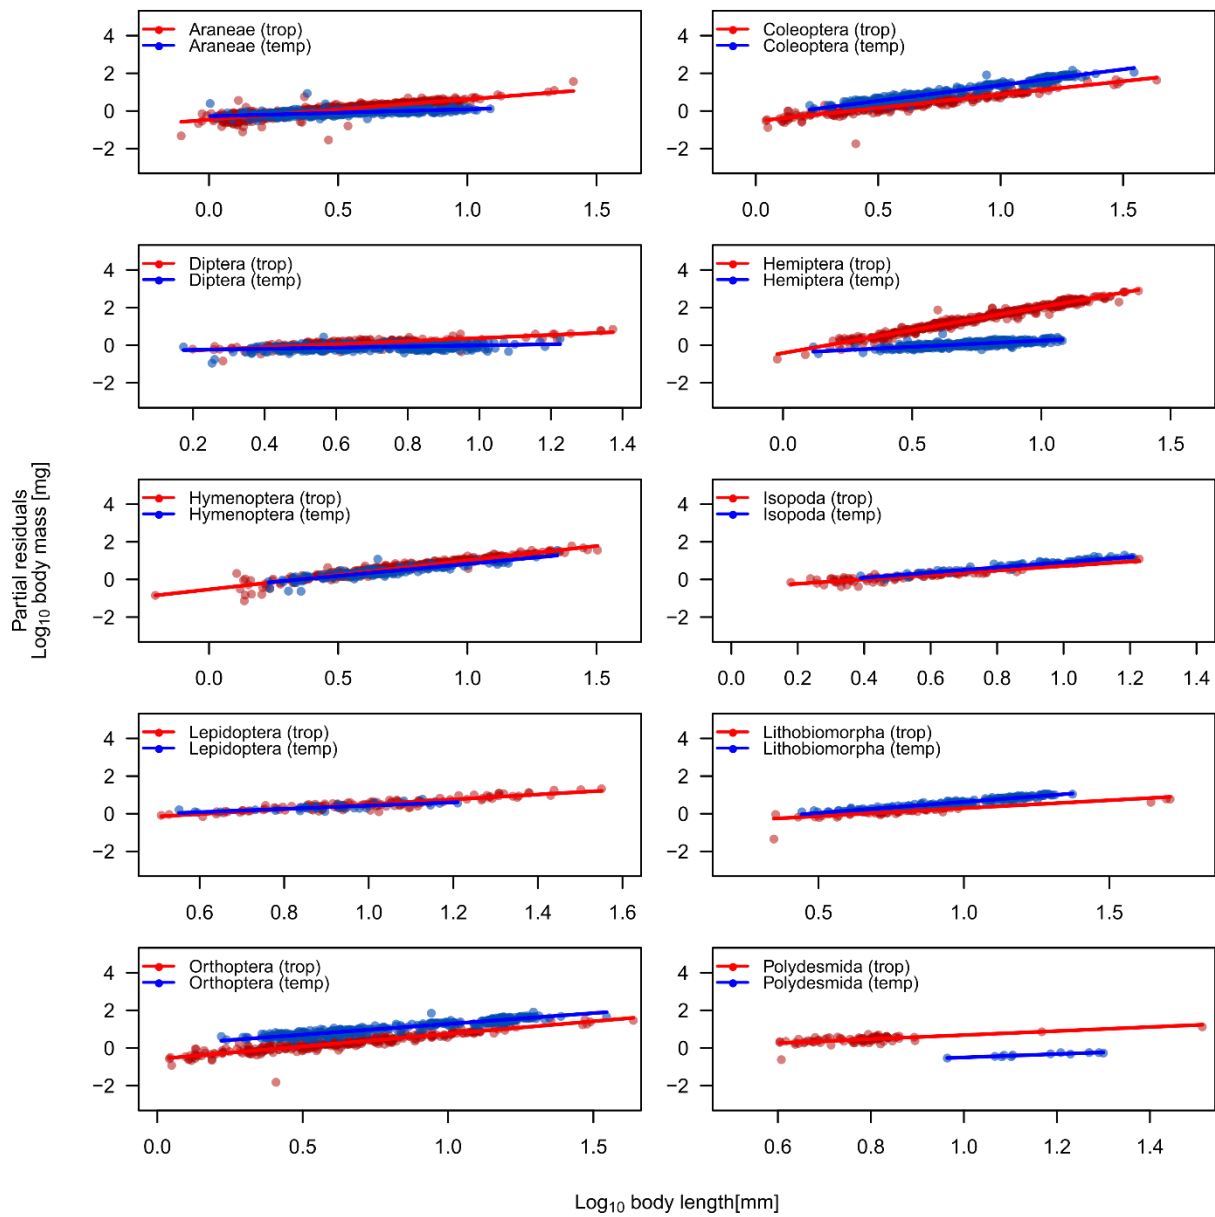 Araneae (trop)
Araneae (temp)
4
2
0
−2
0.0 0.5 1.0 1.5
Coleoptera (trop)
Coleoptera (temp)
4
2
0
−2
0.0 0.5 1.0 1.5
Diptera (trop)
Diptera (temp)
4
2
0
−2
0.2 0.4 0.6 0.8 1.0 1.2 1.4
Hemiptera (trop)
Hemiptera (temp)
4
2
0
−2
0.0 0.5 1.0 1.5
Partial residuals
Log10 body mass [mg]
Hymenoptera (trop)
Hymenoptera (temp)
4
2
0
−2
0.0 0.5 1.0 1.5
Isopoda (trop)
Isopoda (temp)
4
2
0
−2
0.0 0.2 0.4 0.6 0.8 1.0 1.2 1.4
Lepidoptera (trop)
Lepidoptera (temp)
4
2
0
−2
0.6 0.8 1.0 1.2 1.4 1.6
Lithobiomorpha (trop)
Lithobiomorpha (temp)
4
2
0
−2
0.5 1.0 1.5
Orthoptera (trop)
Orthoptera (temp)
4
2
0
−2
0.0 0.5 1.0 1.5
Polydesmida (trop)
Polydesmida (temp)
4
2
0
−2
0.6 0.8 1.0 1.2 1.4
Log10 body length[mm]